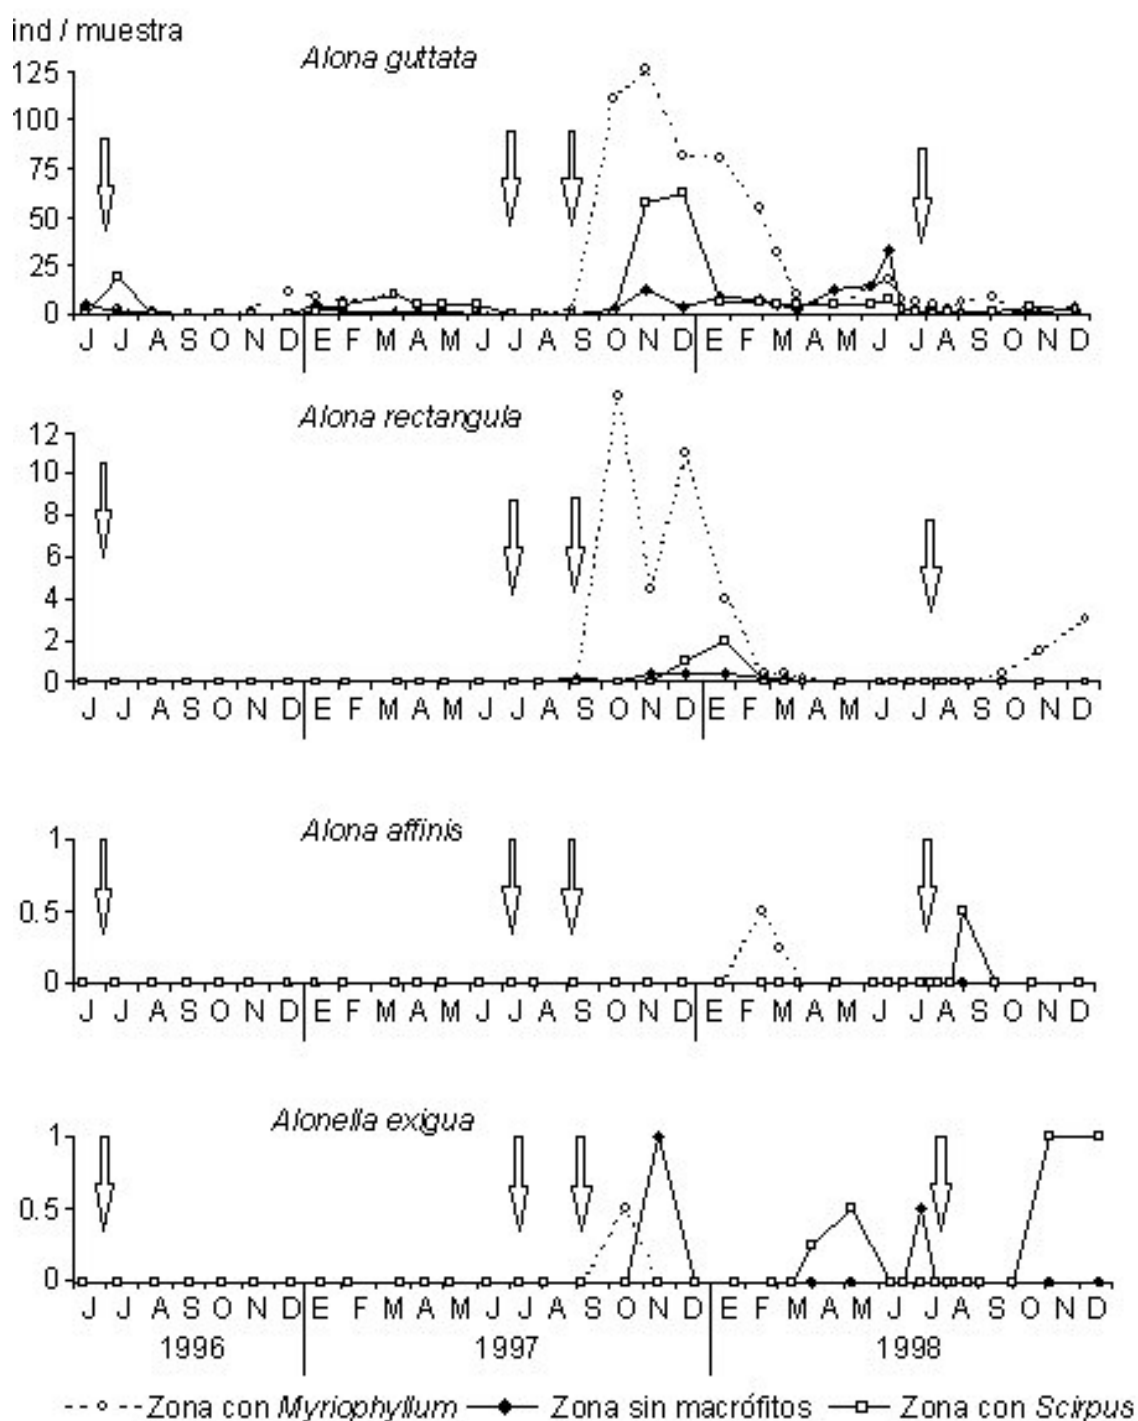 ind / muestra
Alona guttata
125
100
75
50
25
0
J J A S O N D E F M A M J J A S O N D E F M A M J J A S O N D
Alona rectangula
12
10
8
6
4
2
0
J J A S O N D E F M A M J J A S O N D E F M A M J J A S O N D
Alona affinis
1
0.5
0
J J A S O N D E F M A M J J A S O N D E F M A M J J A S O N D
Alonella exigua
1
0.5
0
J J A S O N D E F M A M J J A S O N D E F M A M J J A S O N D
1996 1997 1998
Zona con Myriophyllum Zona sin macrófitos Zona con Scirpus